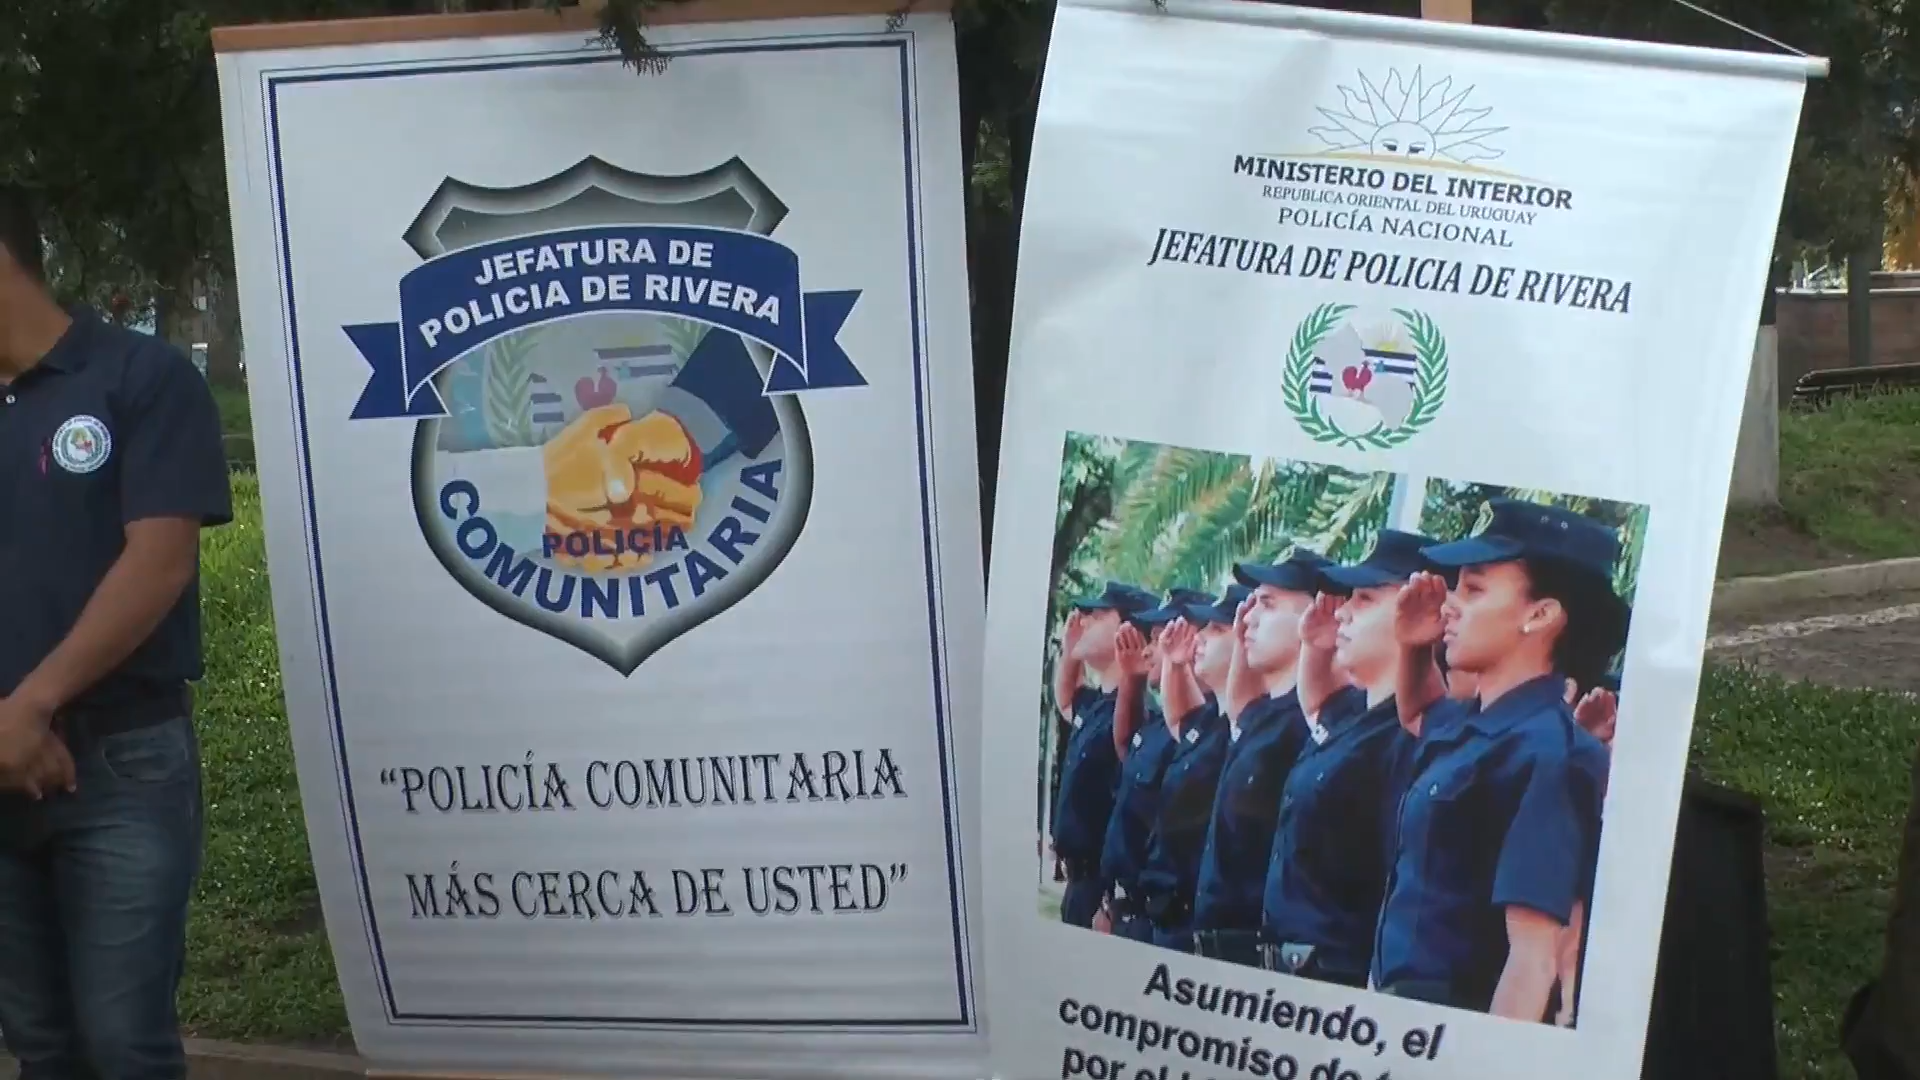 JEFATURA DE
POLICIA DE RIVERA
POLICÍA
COMUNITARIA
“POLICÍA COMUNITARIA
MÁS CERCA DE USTED”
MINISTERIO DEL INTERIOR
REPUBLICA ORIENTAL DEL URUGUAY
POLICÍA NACIONAL
JEFATURA DE POLICIA DE RIVERA
Asumiendo, el
compromiso de
por el